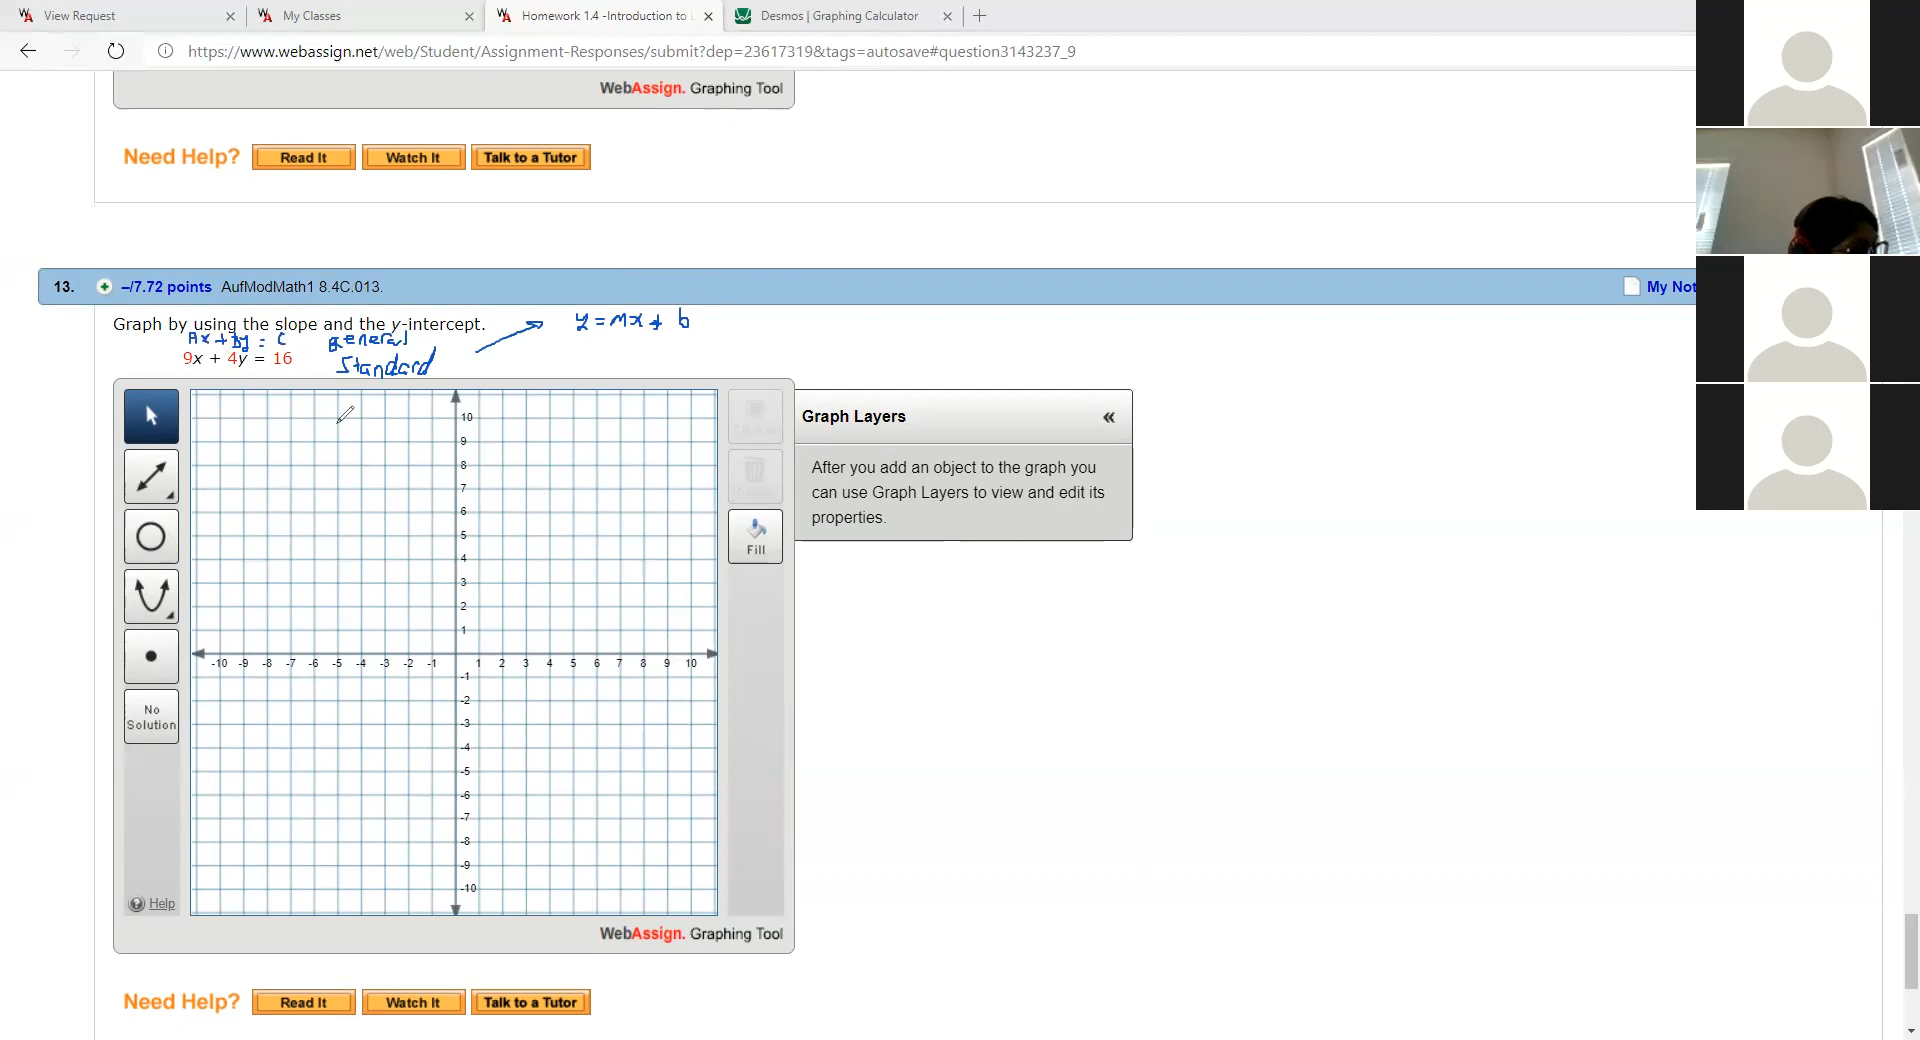 View Request
My Classes
Homework 1.4 -Introduction to L
Desmos | Graphing Calculator
https://www.webassign.net/web/Student/Assignment-Responses/submit?dep=23617319&tags=autosave#question3143237_9
WebAssign. Graphing Tool
Need Help? Read It Watch It Talk to a Tutor
13. –/7.72 points AufModMath1 8.4C.013. My Not
Graph by using the slope and the y-intercept.
y = mx + b
Ax + By = C general
9x + 4y = 16 Standard
Graph Layers
After you add an object to the graph you
can use Graph Layers to view and edit its
properties.
Fill
No
Solution
10
9
8
7
6
5
4
3
2
1
-10 -9 -8 -7 -6 -5 -4 -3 -2 -1 1 2 3 4 5 6 7 8 9 10
-1
-2
-3
-4
-5
-6
-7
-8
-9
-10
Help
WebAssign. Graphing Tool
Need Help? Read It Watch It Talk to a Tutor